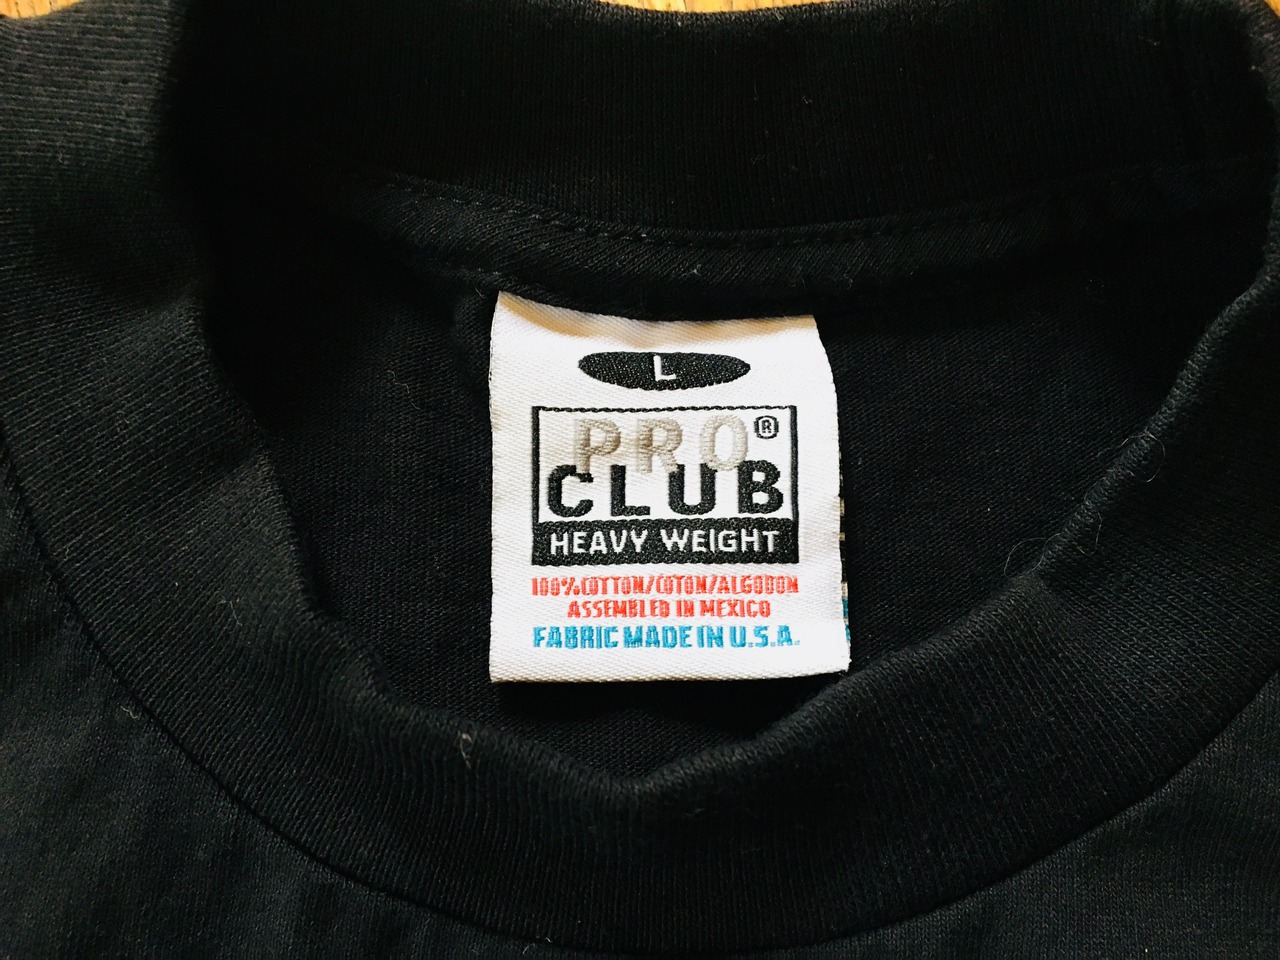 L
PRO®
CLUB
HEAVY WEIGHT
100%COTTON/COTON/ALGODON
ASSEMBLED IN MEXICO
FABRIC MADE IN U.S.A.